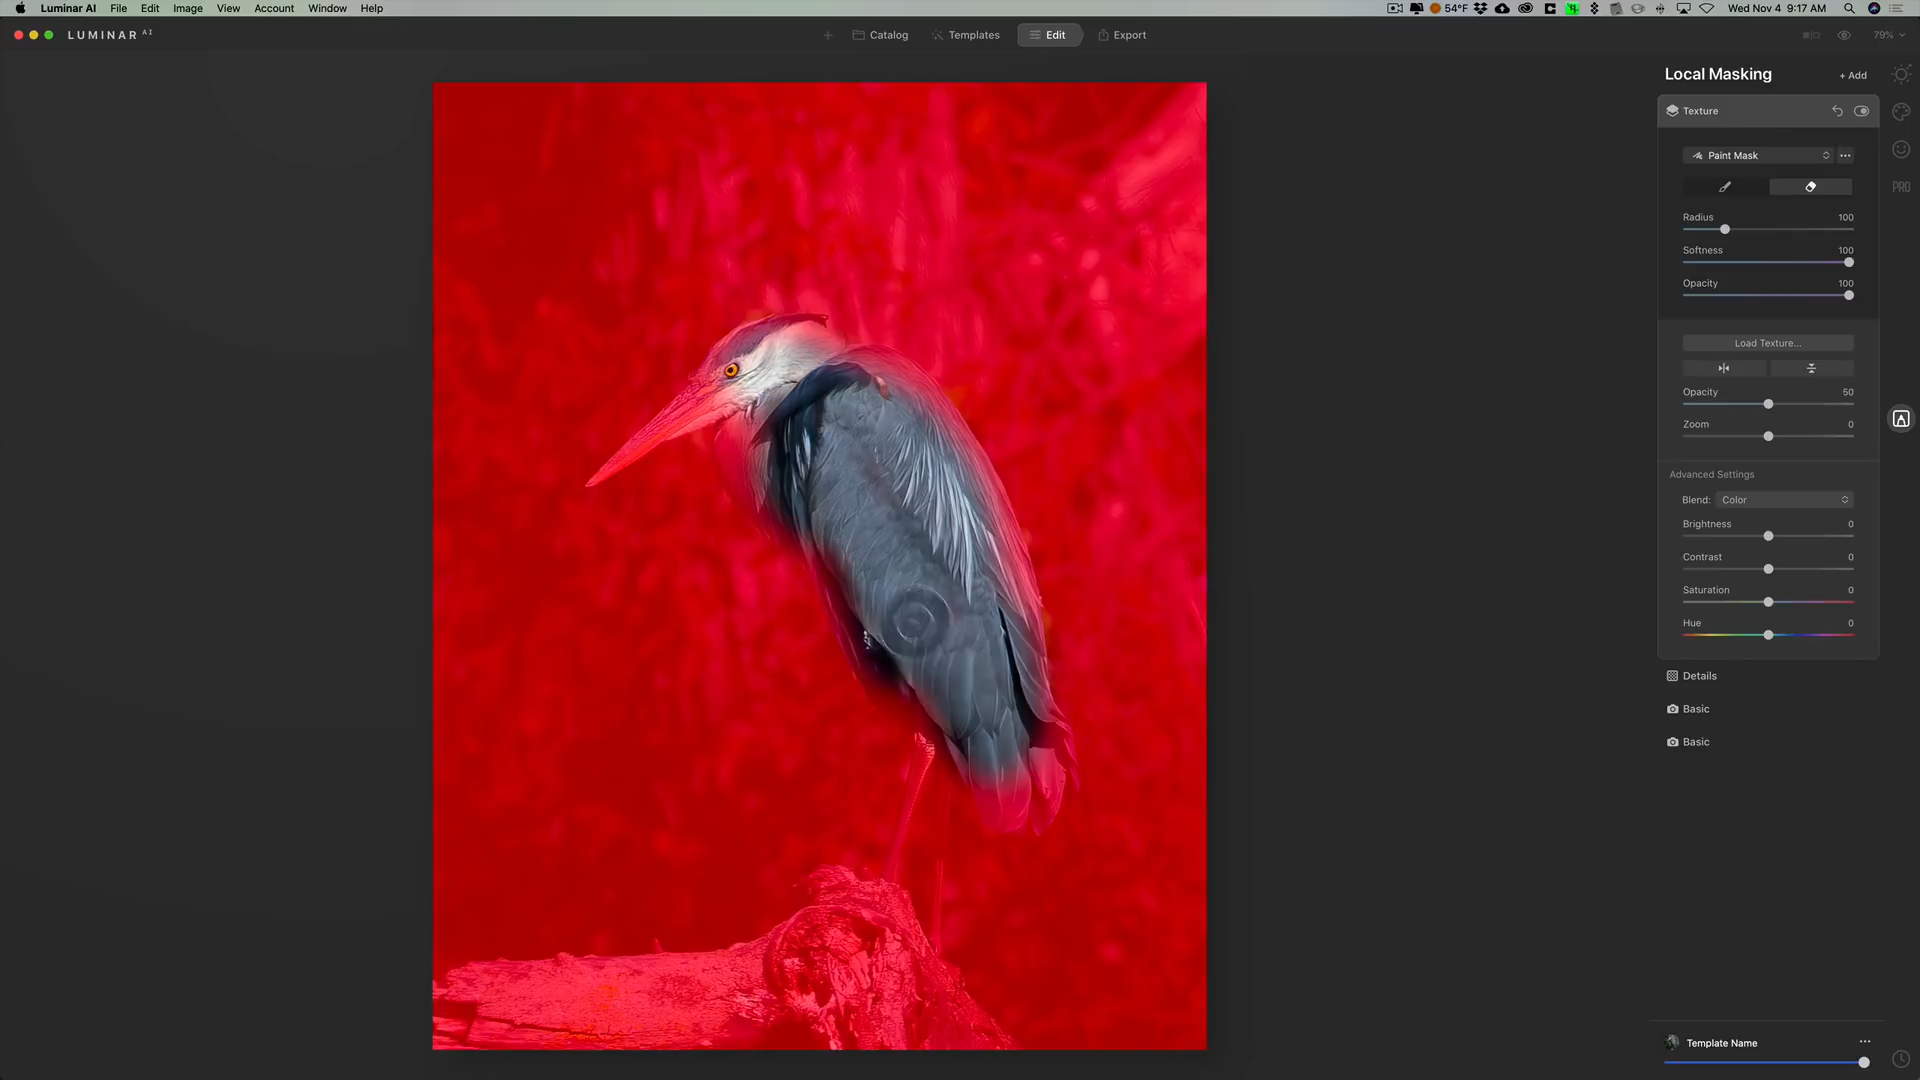 Luminar AI File Edit Image View Account Window Help 54°F Wed Nov 4 9:17 AM
LUMINAR AI Catalog Templates Edit Export 79%
Local Masking + Add
Texture
Paint Mask
PRO
Radius 100
Softness 100
Opacity 100
Load Texture...
Opacity 50
Zoom 0
Advanced Settings
Blend: Color
Brightness 0
Contrast 0
Saturation 0
Hue 0
Details
Basic
Basic
Template Name